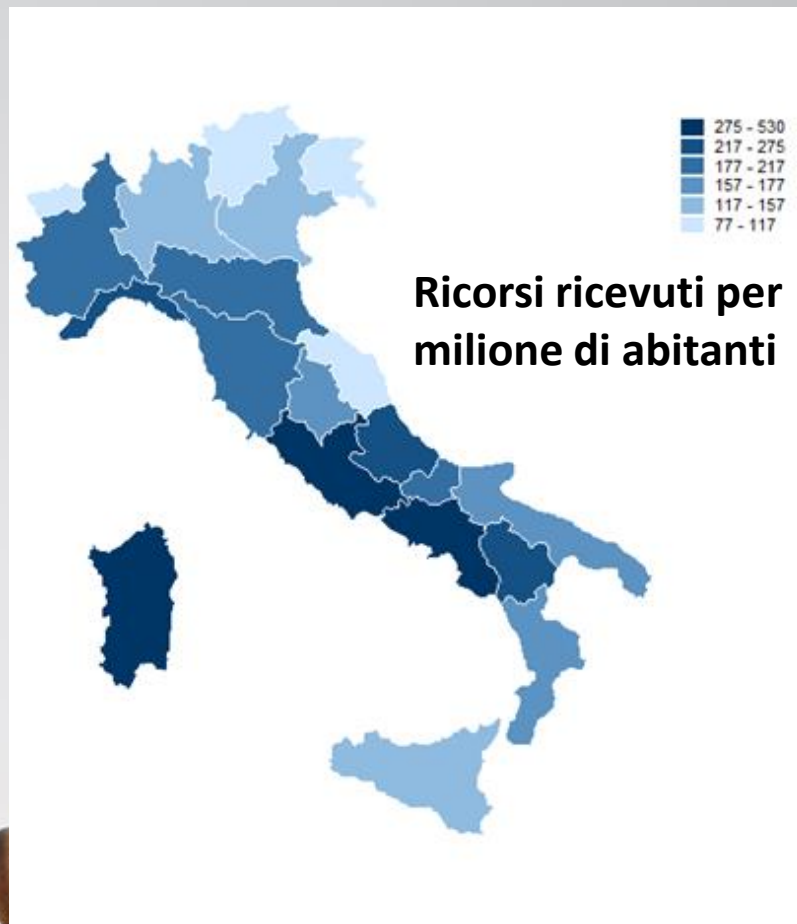 275 - 530
217 - 275
177 - 217
157 - 177
117 - 157
77 - 117
Ricorsi ricevuti per
milione di abitanti